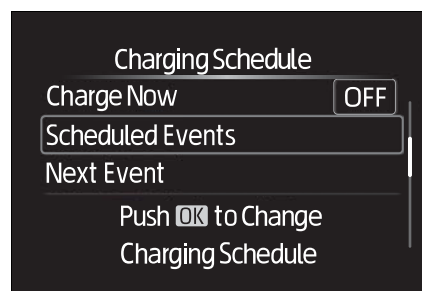 Charging Schedule
Charge Now OFF
Scheduled Events
Next Event
Push OK to Change
Charging Schedule